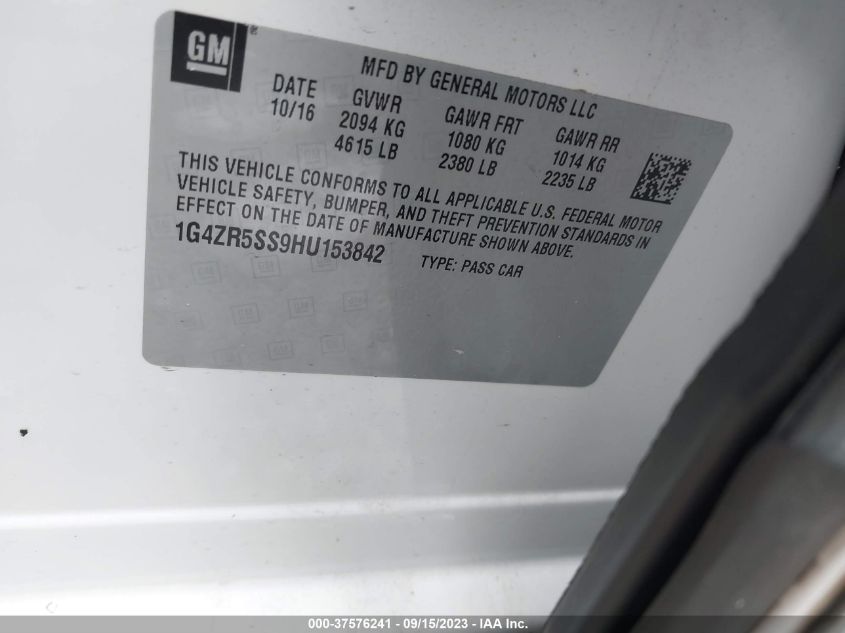 GM
MFD BY GENERAL MOTORS LLC
DATE GVWR GAWR FRT GAWR RR
10/16 2094 KG 1080 KG 1014 KG
4615 LB 2380 LB 2235 LB
THIS VEHICLE CONFORMS TO ALL APPLICABLE U.S. FEDERAL MOTOR
VEHICLE SAFETY, BUMPER, AND THEFT PREVENTION STANDARDS IN
EFFECT ON THE DATE OF MANUFACTURE SHOWN ABOVE.
1G4ZR5SS9HU153842 TYPE: PASS CAR
000-37576241 - 09/15/2023 - IAA Inc.